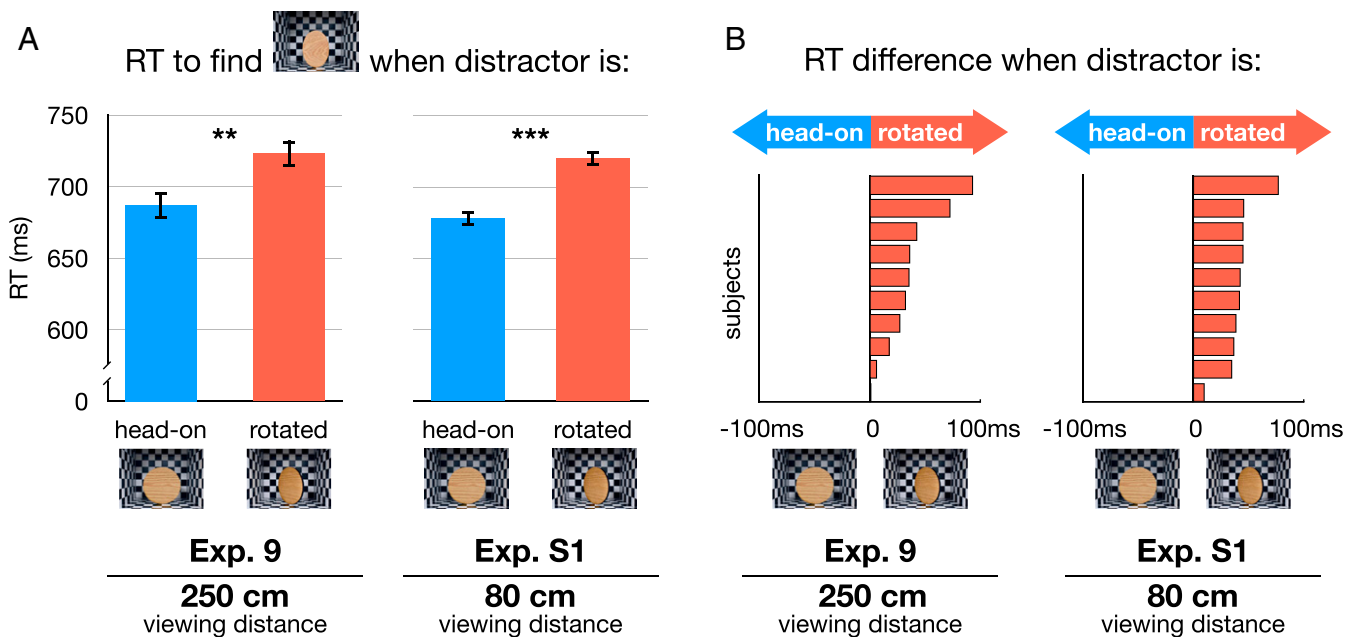 A
RT to find when distractor is:
RT (ms)
750
700
650
600
0
**
***
head-on rotated
head-on rotated
Exp. 9
250 cm
viewing distance
Exp. S1
80 cm
viewing distance
B
RT difference when distractor is:
head-on rotated
head-on rotated
subjects
-100ms 0 100ms
-100ms 0 100ms
Exp. 9
250 cm
viewing distance
Exp. S1
80 cm
viewing distance